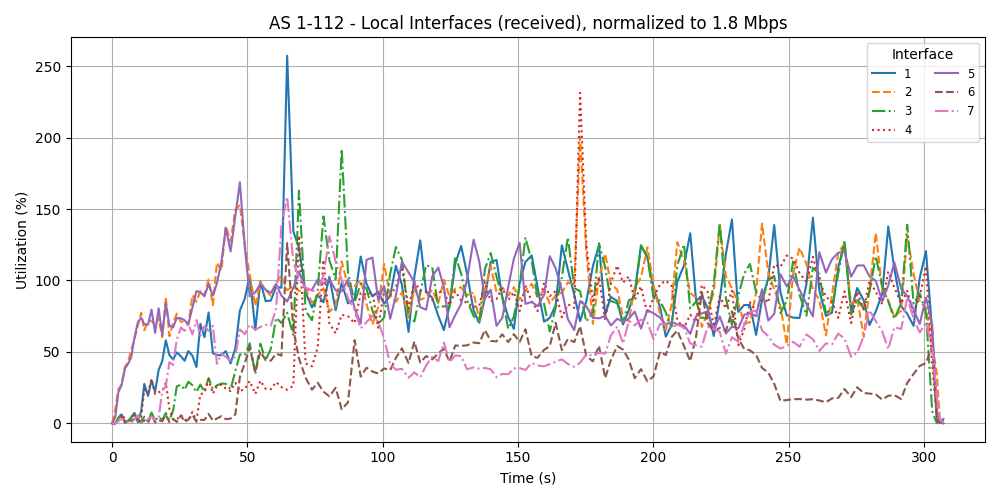 AS 1-112 - Local Interfaces (received), normalized to 1.8 Mbps
Utilization (%)
250
200
150
100
50
0
0 50 100 150 200 250 300
Time (s)
Interface
1 5
2 6
3 7
4